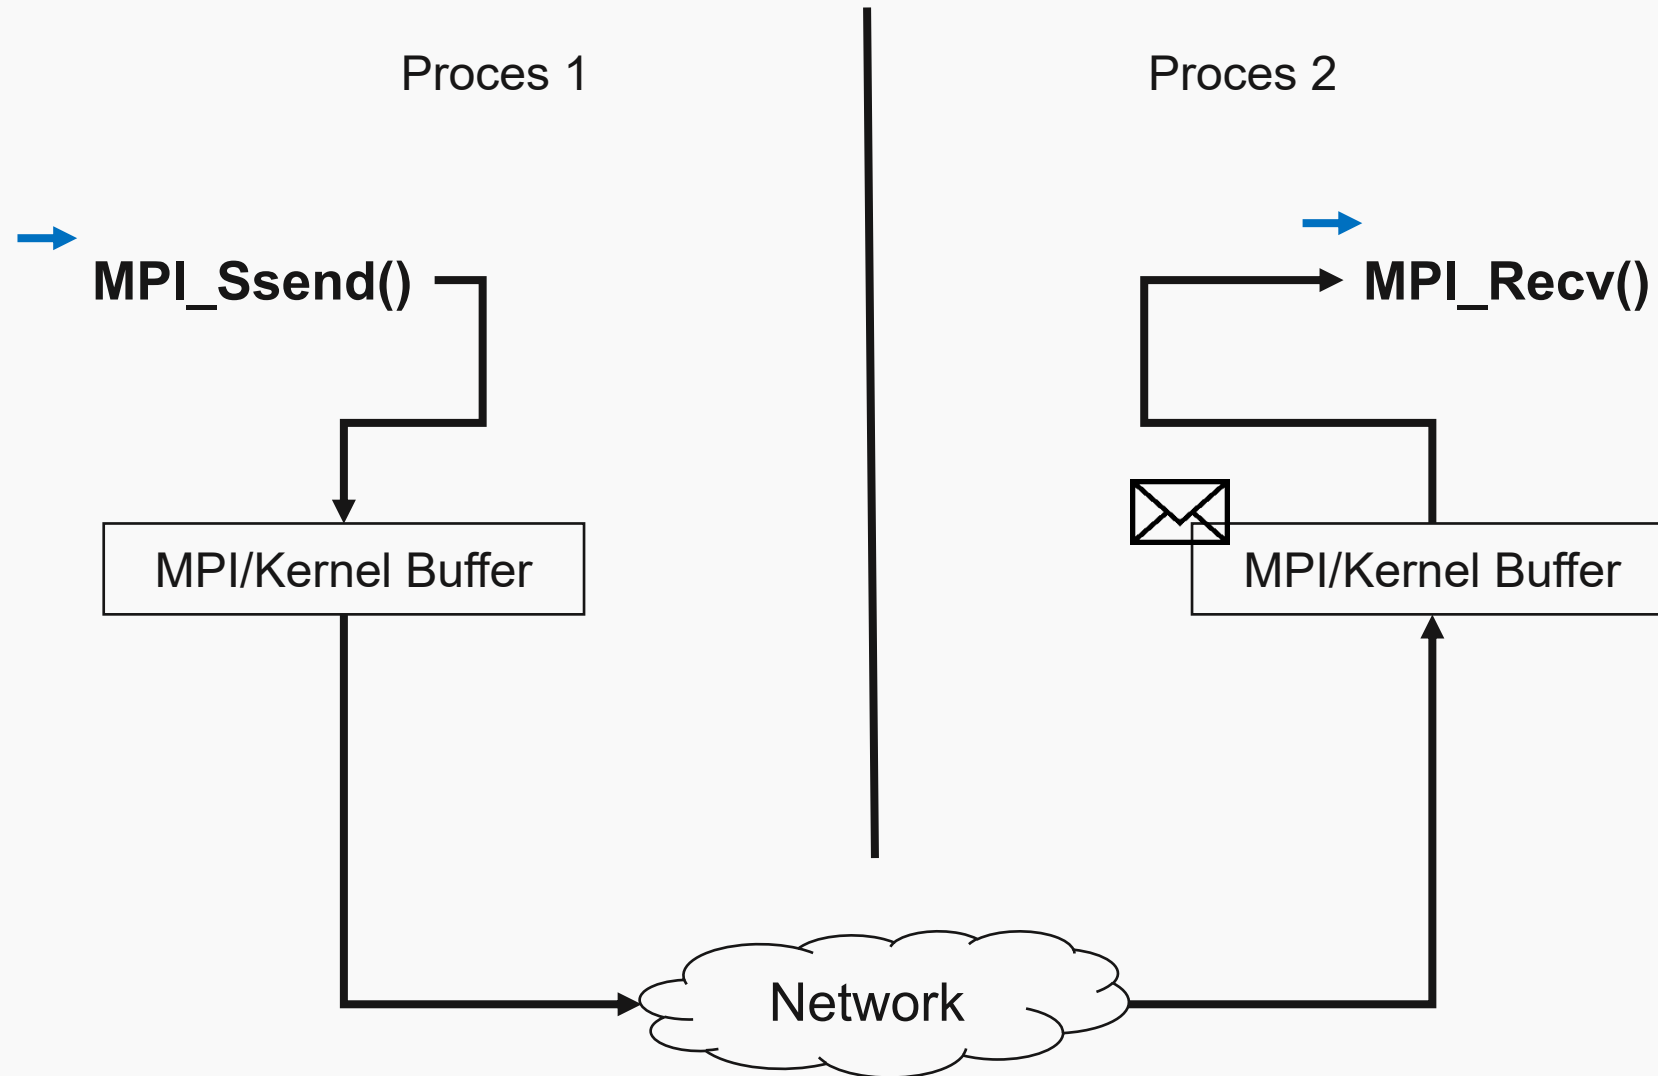 Proces 1
Proces 2
MPI_Ssend()
MPI_Recv()
MPI/Kernel Buffer
MPI/Kernel Buffer
Network